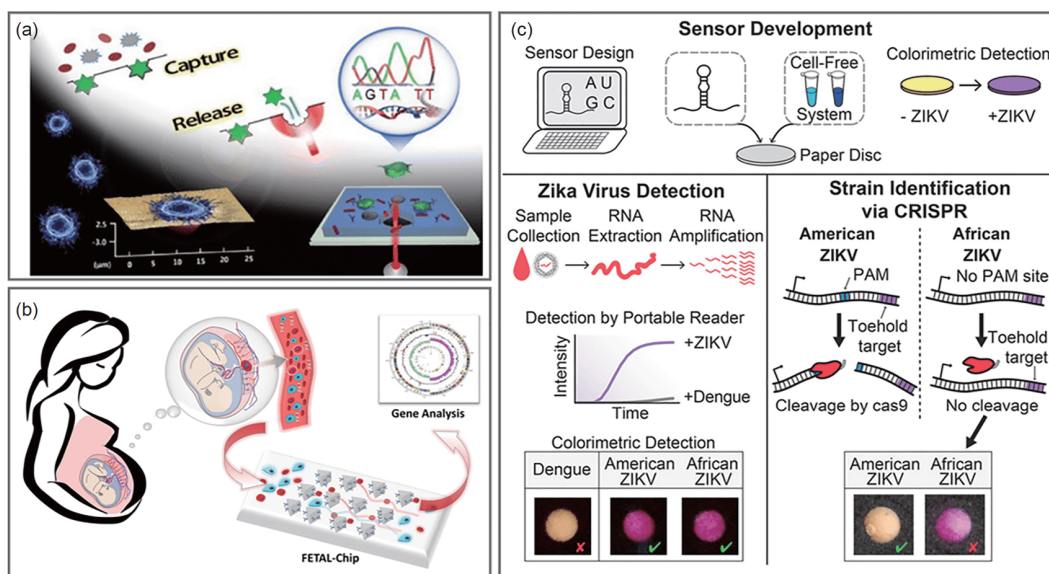 (a)
Capture
Release
A G T A T T
2.5
-3.0
(μm)
0 5 10 15 20 25
(b)
Gene Analysis
FETAL-Chip
(c)
Sensor Development
Sensor Design
A U
G C
Cell-Free
System
Paper Disc
Colorimetric Detection
- ZIKV
+ZIKV
Zika Virus Detection
Sample
Collection
RNA
Extraction
RNA
Amplification
Detection by Portable Reader
Intensity
Time
+ZIKV
+Dengue
Colorimetric Detection
Dengue
American
ZIKV
African
ZIKV
Strain Identification
via CRISPR
American
ZIKV
PAM
Toehold
target
Cleavage by cas9
African
ZIKV
No PAM site
Toehold
target
No cleavage
American
ZIKV
African
ZIKV